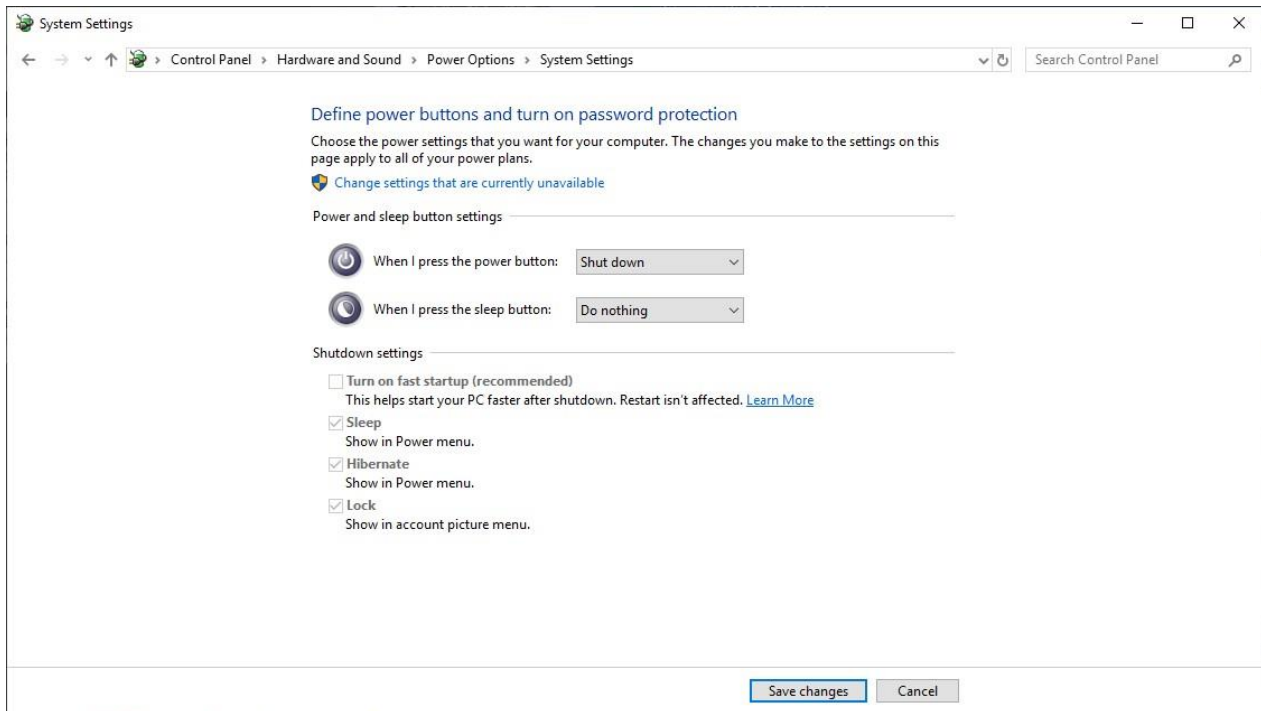 System Settings
Control Panel > Hardware and Sound > Power Options > System Settings
Search Control Panel
Define power buttons and turn on password protection
Choose the power settings that you want for your computer. The changes you make to the settings on this
page apply to all of your power plans.
Change settings that are currently unavailable
Power and sleep button settings
When I press the power button: Shut down
When I press the sleep button: Do nothing
Shutdown settings
Turn on fast startup (recommended)
This helps start your PC faster after shutdown. Restart isn't affected. Learn More
Sleep
Show in Power menu.
Hibernate
Show in Power menu.
Lock
Show in account picture menu.
Save changes Cancel